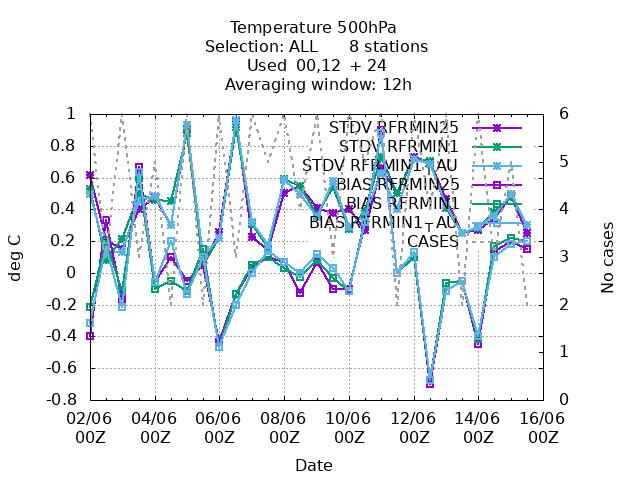 Temperature 500hPa
Selection: ALL 8 stations
Used 00,12 + 24
Averaging window: 12h
1
0.8
0.6
0.4
0.2
0
-0.2
-0.4
-0.6
-0.8
deg C
6
5
4
3
2
1
0
No cases
STDV RFRMIN25
STDV RFRMIN1
STDV RFRMIN1_AU
BIAS RFRMIN25
BIAS RFRMIN1
BIAS RFRMIN1_AU
CASES
02/06 04/06 06/06 08/06 10/06 12/06 14/06 16/06
00Z 00Z 00Z 00Z 00Z 00Z 00Z 00Z
Date